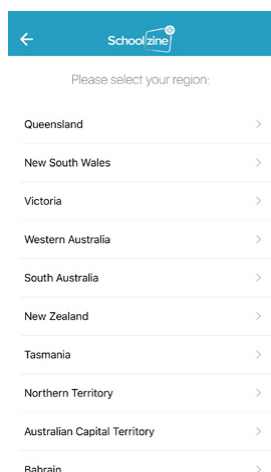 Schoolzine
Please select your region:
Queensland
New South Wales
Victoria
Western Australia
South Australia
New Zealand
Tasmania
Northern Territory
Australian Capital Territory
Bahrain